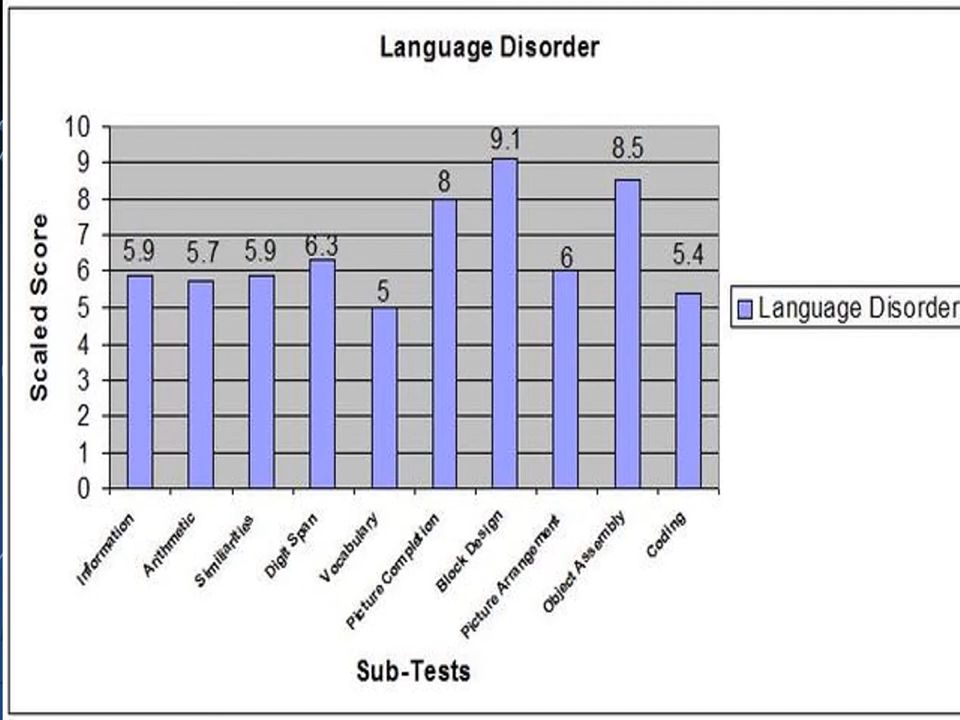 Language Disorder
10
9
8
7
6
5
4
3
2
1
0
Scaled Score
5.9
5.7
5.9
6.3
5
8
9.1
6
8.5
5.4
Information
Arithmetic
Similiarities
Digit Span
Vocabulary
Picture Completion
Block Design
Picture Arrangement
Object Assembly
Coding
Sub-Tests
Language Disorder